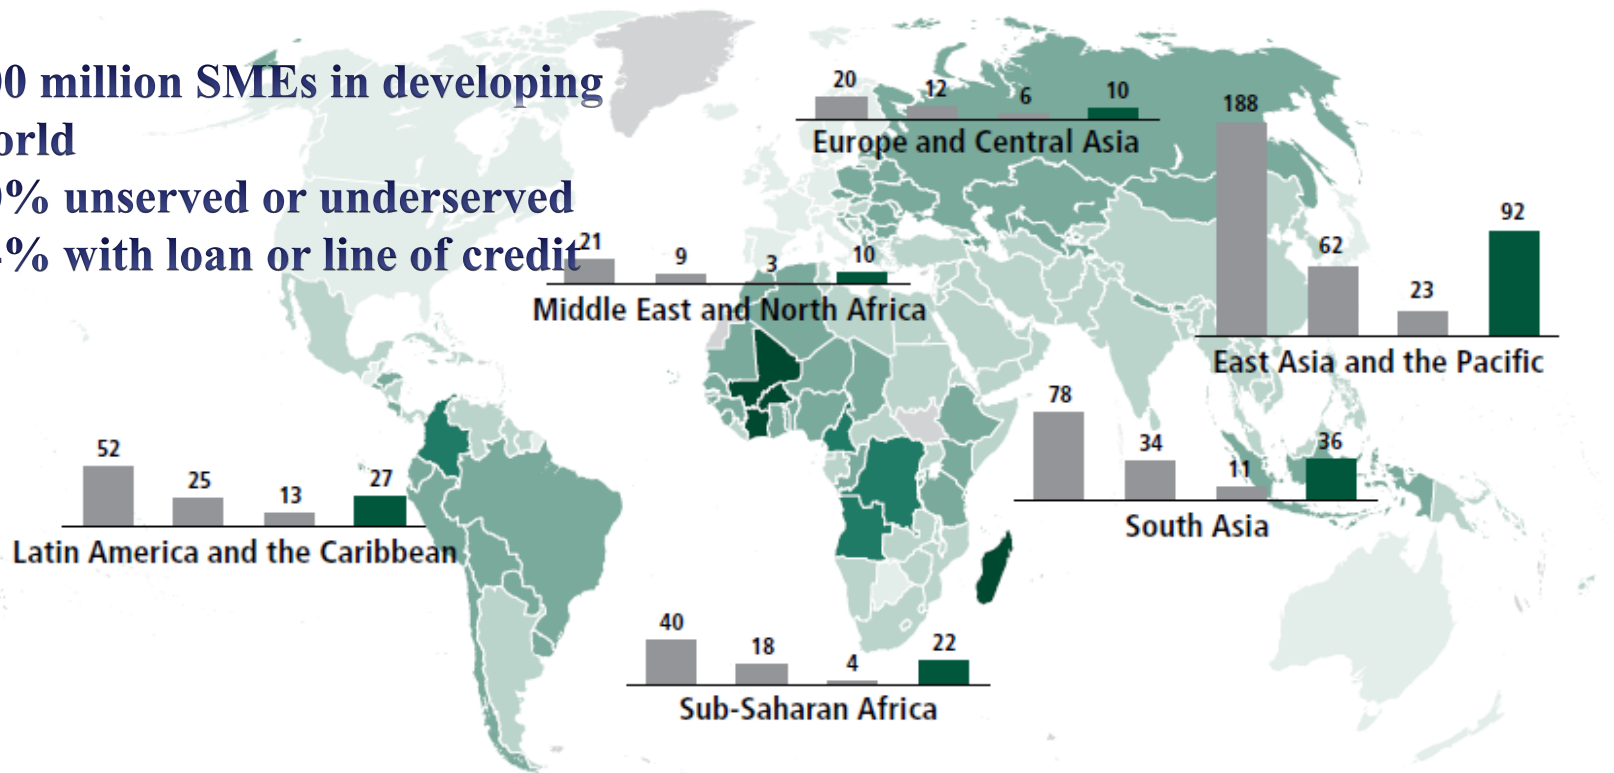 00 million SMEs in developing
orld
% unserved or underserved
% with loan or line of credit
20 12 6 10
Europe and Central Asia
188 62 23 92
East Asia and the Pacific
21 9 3 10
Middle East and North Africa
78 34 11 36
South Asia
52 25 13 27
Latin America and the Caribbean
40 18 4 22
Sub-Saharan Africa